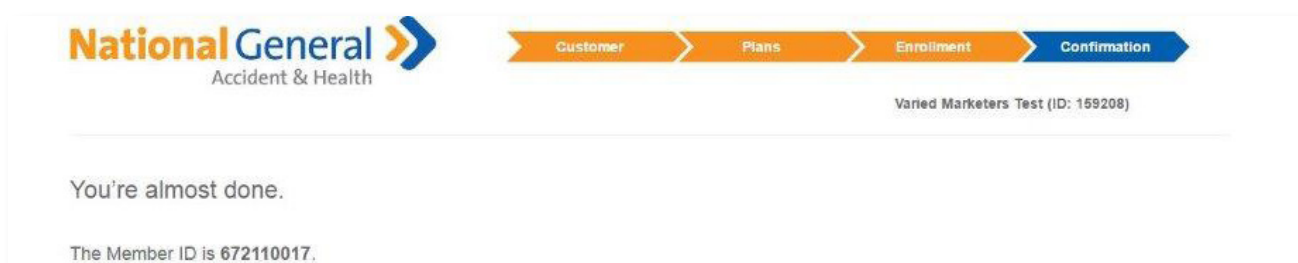 National General
Accident & Health
Customer
Plans
Enrollment
Confirmation
Varied Marketers Test (ID: 159208)
You're almost done.
The Member ID is 672110017.